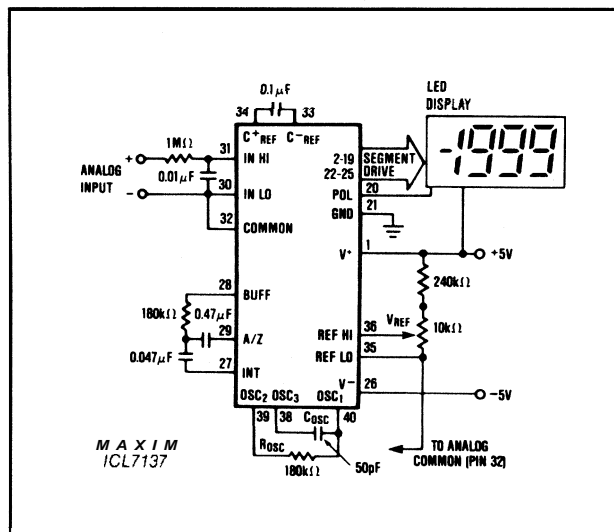 0.1µF
34 33
C⁺REF C⁻REF
LED
DISPLAY
-1999
1MΩ
31
IN HI
+
ANALOG
INPUT
-
0.01µF
30
IN LO
32
COMMON
2-19
22-25
SEGMENT
DRIVE
20
POL
21
GND
1
V⁺
+5V
240kΩ
28
BUFF
180kΩ
0.47µF
29
A/Z
0.047µF
27
INT
REF HI
36
VREF
10kΩ
REF LO
35
V⁻
26
-5V
OSC₂ OSC₃ OSC₁
39 38 40
COSC
ROSC
180kΩ
50pF
TO ANALOG
COMMON (PIN 32)
MAXIM
ICL7137